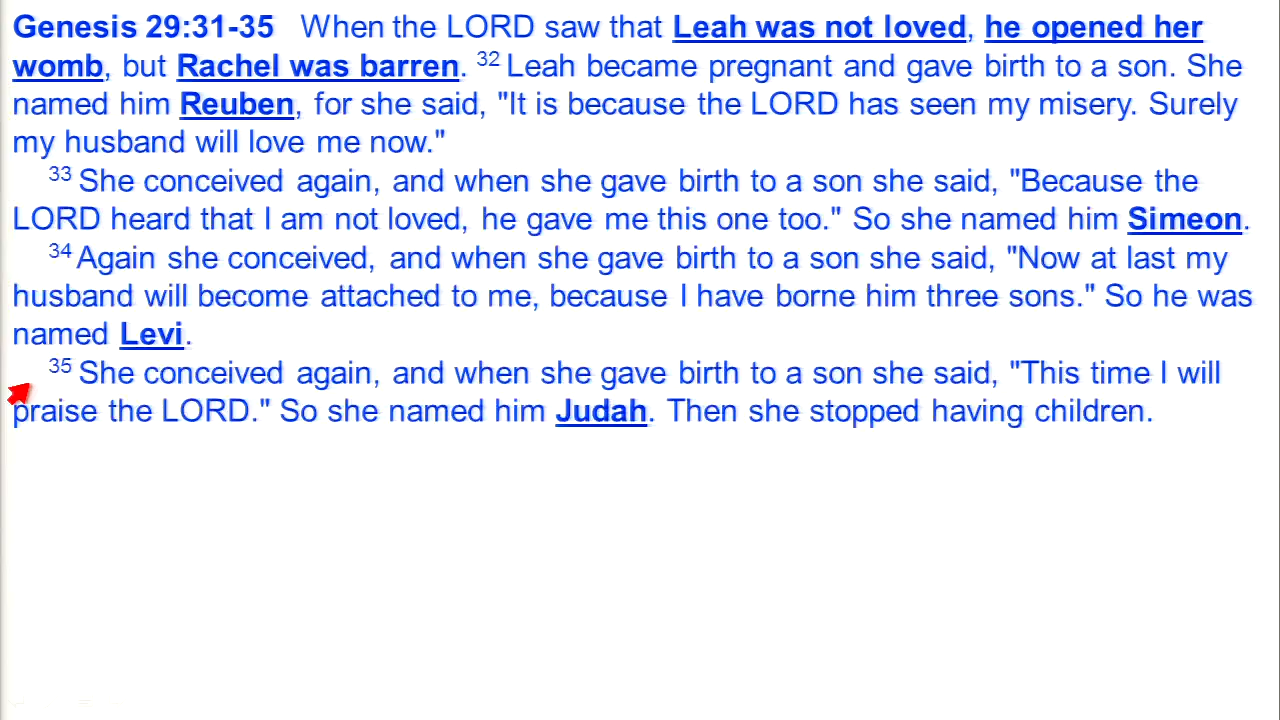 Genesis 29:31-35 When the LORD saw that Leah was not loved, he opened her
womb, but Rachel was barren. 32 Leah became pregnant and gave birth to a son. She
named him Reuben, for she said, "It is because the LORD has seen my misery. Surely
my husband will love me now."
33 She conceived again, and when she gave birth to a son she said, "Because the
LORD heard that I am not loved, he gave me this one too." So she named him Simeon.
34 Again she conceived, and when she gave birth to a son she said, "Now at last my
husband will become attached to me, because I have borne him three sons." So he was
named Levi.
35 She conceived again, and when she gave birth to a son she said, "This time I will
praise the LORD." So she named him Judah. Then she stopped having children.